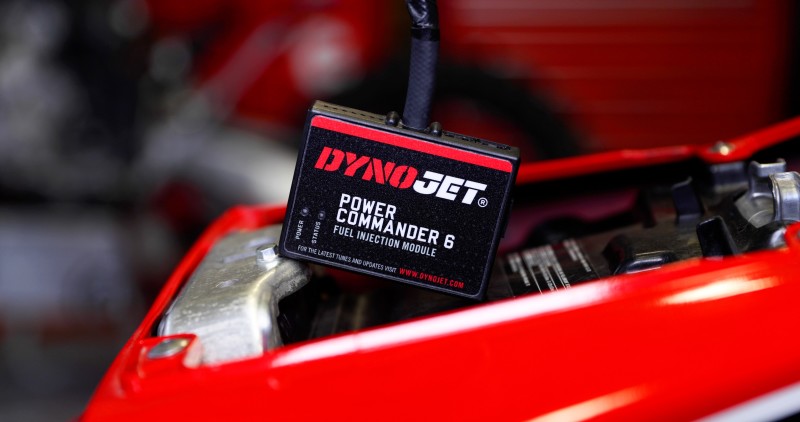 DYNOJET®
POWER
COMMANDER 6
FUEL INJECTION MODULE
POWER
STATUS
FOR THE LATEST TUNES AND UPDATES VISIT WWW.DYNOJET.COM